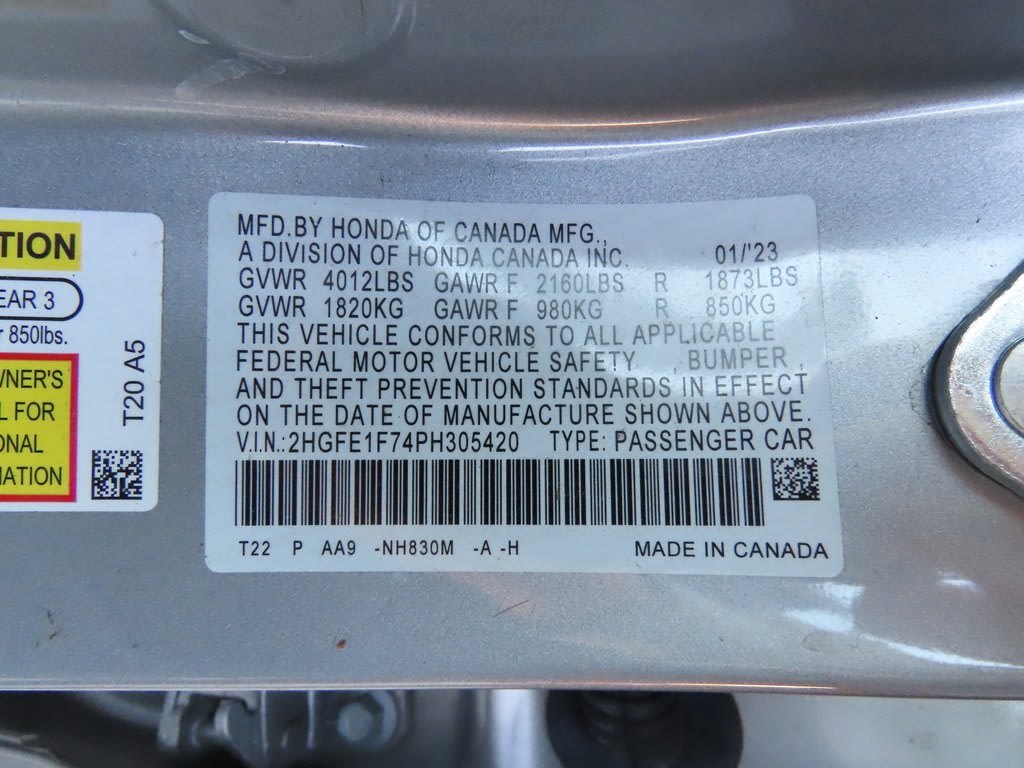 TION
EAR 3
850lbs.
WNER'S
L FOR
ONAL
MATION
T20 A5
MFD.BY HONDA OF CANADA MFG.,
A DIVISION OF HONDA CANADA INC. 01/'23
GVWR 4012LBS GAWR F 2160LBS R 1873LBS
GVWR 1820KG GAWR F 980KG R 850KG
THIS VEHICLE CONFORMS TO ALL APPLICABLE
FEDERAL MOTOR VEHICLE SAFETY , BUMPER ,
AND THEFT PREVENTION STANDARDS IN EFFECT
ON THE DATE OF MANUFACTURE SHOWN ABOVE.
V.I.N.:2HGFE1F74PH305420 TYPE: PASSENGER CAR
T22 P AA9 -NH830M -A -H MADE IN CANADA